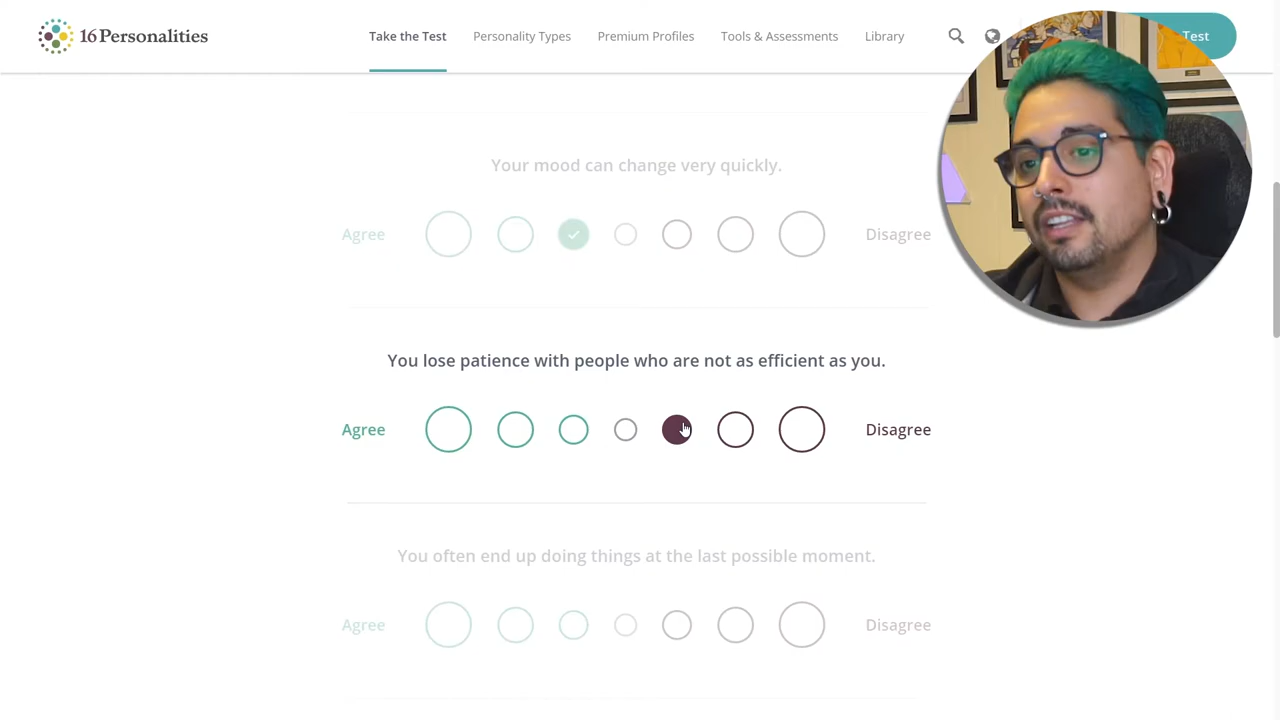 16Personalities
Take the Test
Personality Types
Premium Profiles
Tools & Assessments
Library
Test
Your mood can change very quickly.
Agree
Disagree
You lose patience with people who are not as efficient as you.
Agree
Disagree
You often end up doing things at the last possible moment.
Agree
Disagree